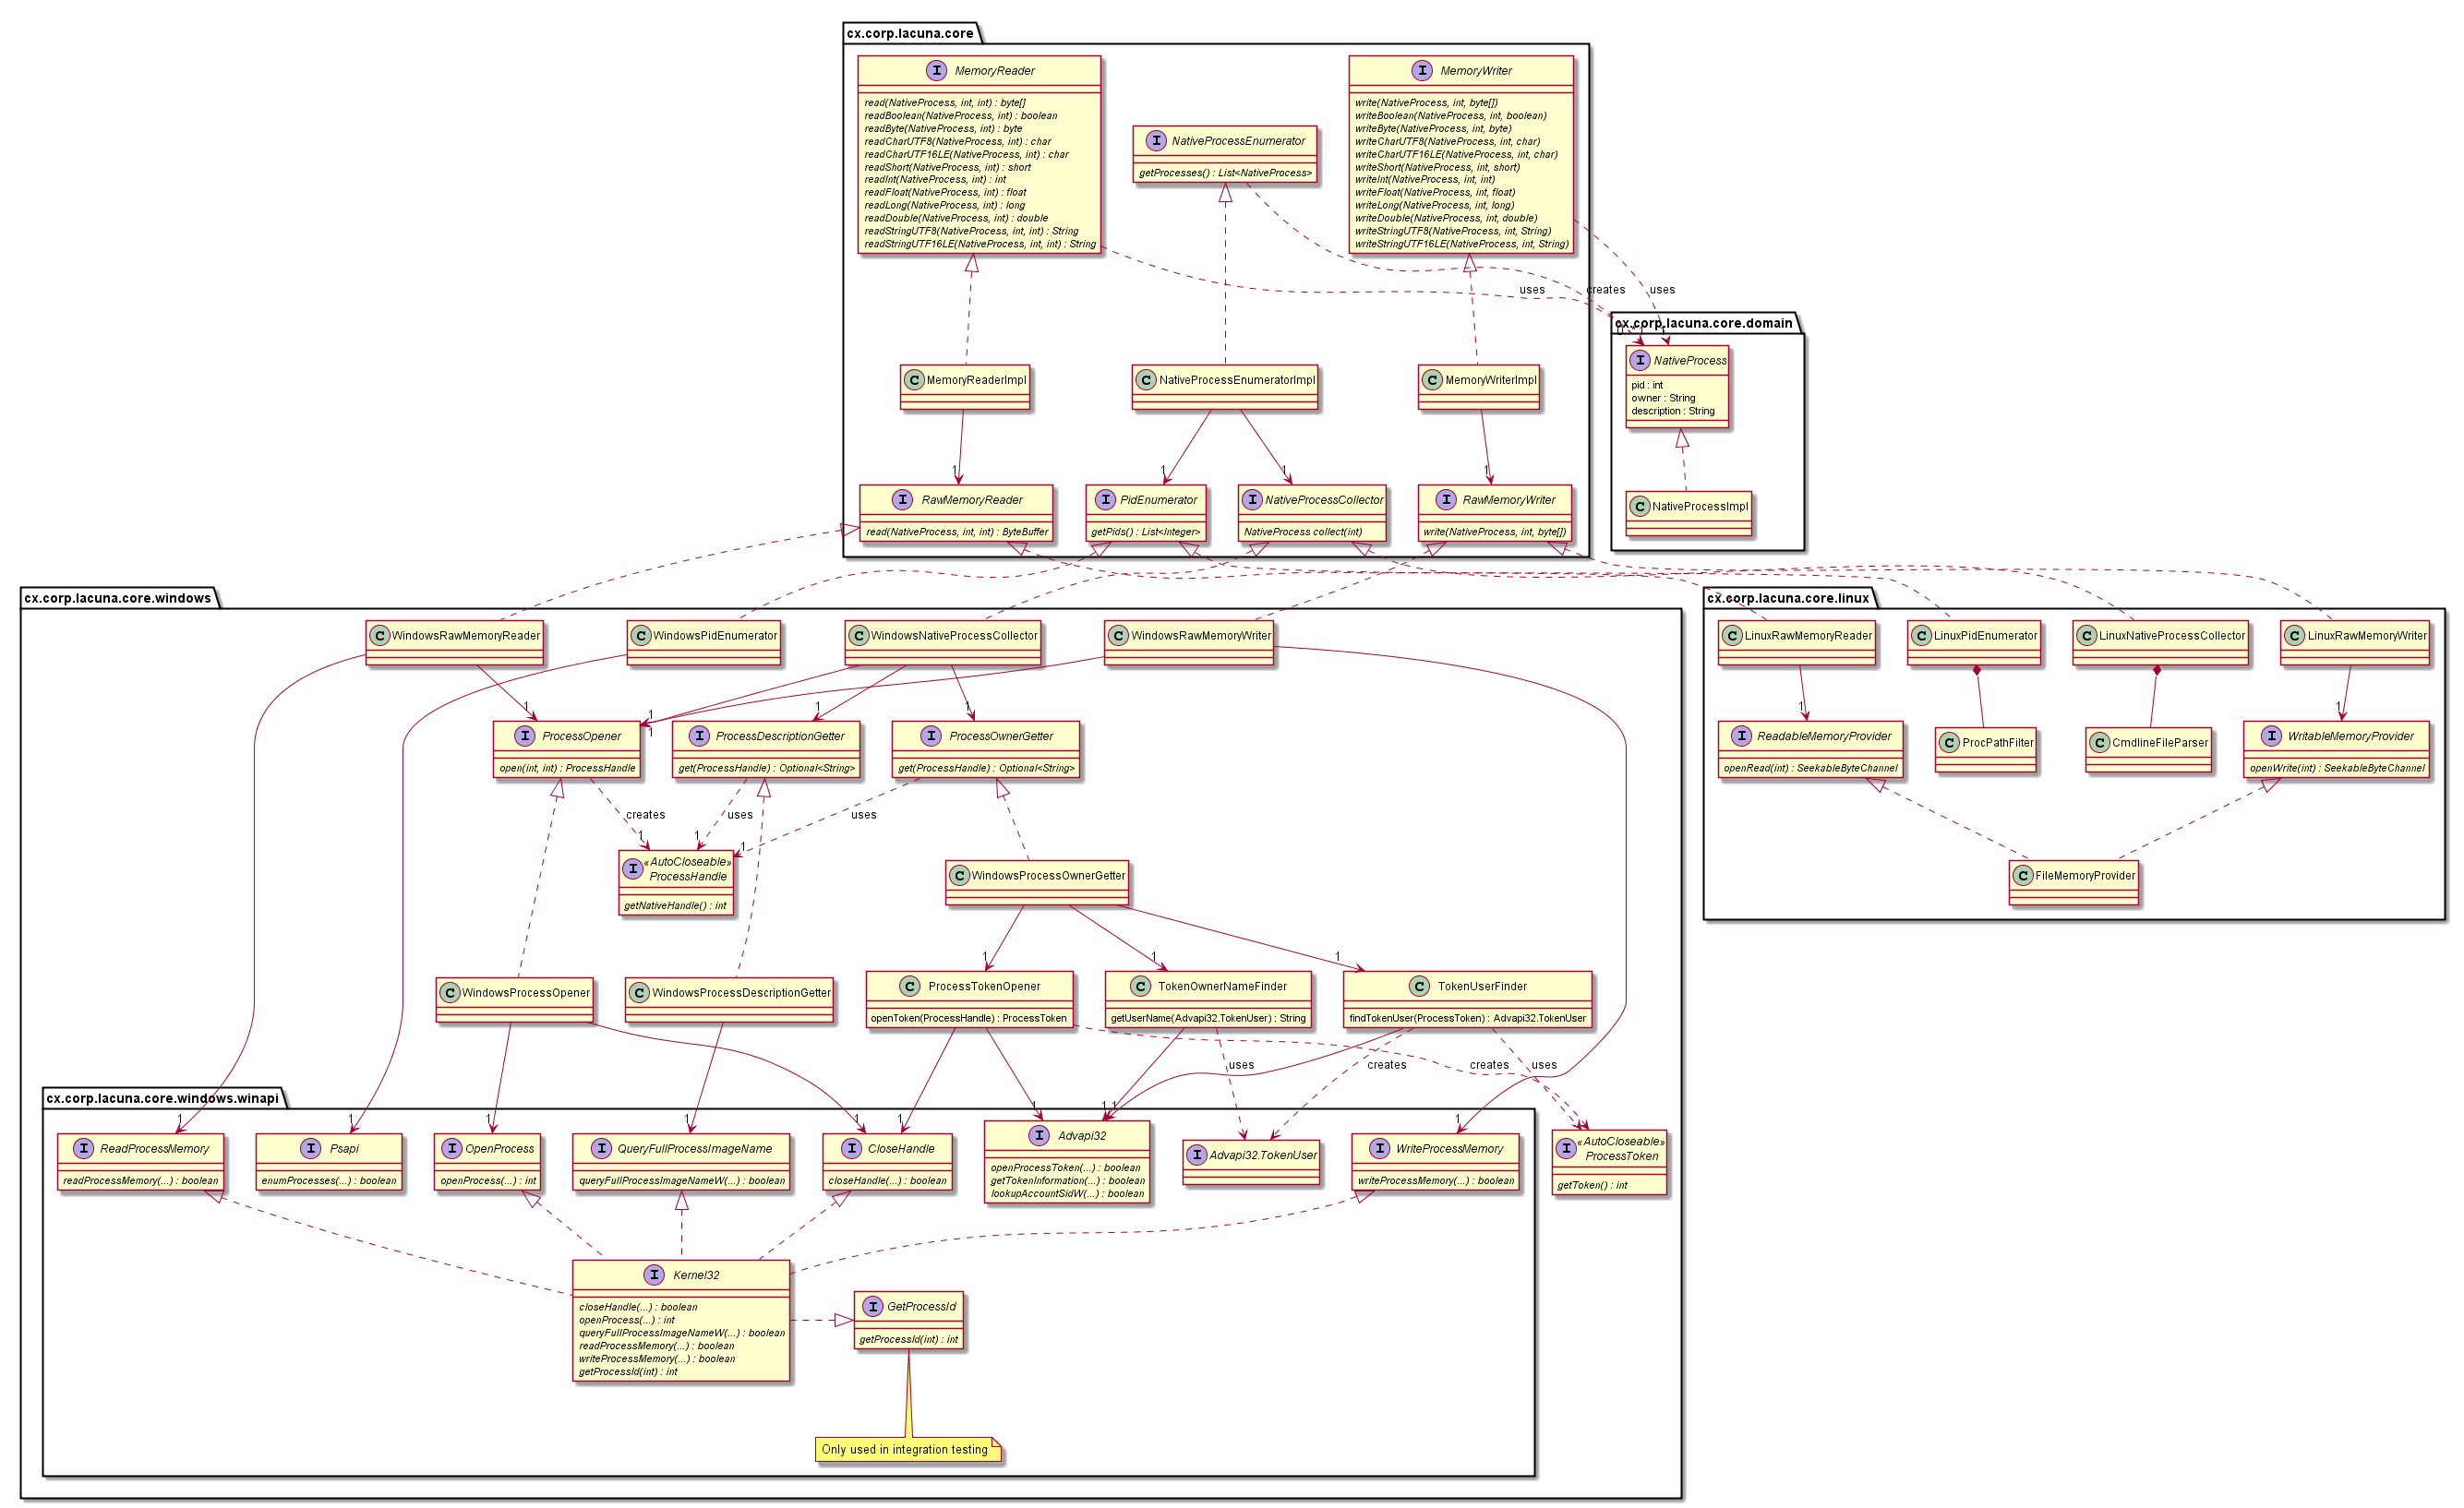 cx.corp.lacuna.core
I MemoryReader
read(NativeProcess, int, int) : byte[]
readBoolean(NativeProcess, int) : boolean
readByte(NativeProcess, int) : byte
readCharUTF8(NativeProcess, int) : char
readCharUTF16LE(NativeProcess, int) : char
readShort(NativeProcess, int) : short
readInt(NativeProcess, int) : int
readFloat(NativeProcess, int) : float
readLong(NativeProcess, int) : long
readDouble(NativeProcess, int) : double
readStringUTF8(NativeProcess, int, int) : String
readStringUTF16LE(NativeProcess, int, int) : String
I NativeProcessEnumerator
getProcesses() : List<NativeProcess>
I MemoryWriter
write(NativeProcess, int, byte[])
writeBoolean(NativeProcess, int, boolean)
writeByte(NativeProcess, int, byte)
writeCharUTF8(NativeProcess, int, char)
writeCharUTF16LE(NativeProcess, int, char)
writeShort(NativeProcess, int, short)
writeInt(NativeProcess, int, int)
writeFloat(NativeProcess, int, float)
writeLong(NativeProcess, int, long)
writeDouble(NativeProcess, int, double)
writeStringUTF8(NativeProcess, int, String)
writeStringUTF16LE(NativeProcess, int, String)
uses
creates
uses
cx.corp.lacuna.core.domain
1
I NativeProcess
pid : int
owner : String
description : String
C NativeProcessImpl
C MemoryReaderImpl
C NativeProcessEnumeratorImpl
C MemoryWriterImpl
1
1
1
1
I RawMemoryReader
read(NativeProcess, int, int) : ByteBuffer
I PidEnumerator
getPids() : List<Integer>
I NativeProcessCollector
NativeProcess collect(int)
I RawMemoryWriter
write(NativeProcess, int, byte[])
cx.corp.lacuna.core.windows
C WindowsRawMemoryReader
C WindowsPidEnumerator
C WindowsNativeProcessCollector
C WindowsRawMemoryWriter
1
1
1
1
1
I ProcessOpener
open(int, int) : ProcessHandle
I ProcessDescriptionGetter
get(ProcessHandle) : Optional<String>
I ProcessOwnerGetter
get(ProcessHandle) : Optional<String>
creates
uses
uses
1
1
1
I «AutoCloseable»
ProcessHandle
getNativeHandle() : int
C WindowsProcessOwnerGetter
1
1
1
C WindowsProcessOpener
C WindowsProcessDescriptionGetter
C ProcessTokenOpener
openToken(ProcessHandle) : ProcessToken
C TokenOwnerNameFinder
getUserName(Advapi32.TokenUser) : String
C TokenUserFinder
findTokenUser(ProcessToken) : Advapi32.TokenUser
uses
creates
creates
uses
cx.corp.lacuna.core.windows.winapi
1
1
1
1
1
1
1
1
1
1
I ReadProcessMemory
readProcessMemory(...) : boolean
I Psapi
enumProcesses(...) : boolean
I OpenProcess
openProcess(...) : int
I QueryFullProcessImageName
queryFullProcessImageNameW(...) : boolean
I CloseHandle
closeHandle(...) : boolean
I Advapi32
openProcessToken(...) : boolean
getTokenInformation(...) : boolean
lookupAccountSidW(...) : boolean
I Advapi32.TokenUser
I WriteProcessMemory
writeProcessMemory(...) : boolean
I «AutoCloseable»
ProcessToken
getToken() : int
I Kernel32
closeHandle(...) : boolean
openProcess(...) : int
queryFullProcessImageNameW(...) : boolean
readProcessMemory(...) : boolean
writeProcessMemory(...) : boolean
getProcessId(int) : int
I GetProcessId
getProcessId(int) : int
Only used in integration testing
cx.corp.lacuna.core.linux
C LinuxRawMemoryReader
C LinuxPidEnumerator
C LinuxNativeProcessCollector
C LinuxRawMemoryWriter
1
1
I ReadableMemoryProvider
openRead(int) : SeekableByteChannel
C ProcPathFilter
C CmdlineFileParser
I WritableMemoryProvider
openWrite(int) : SeekableByteChannel
C FileMemoryProvider